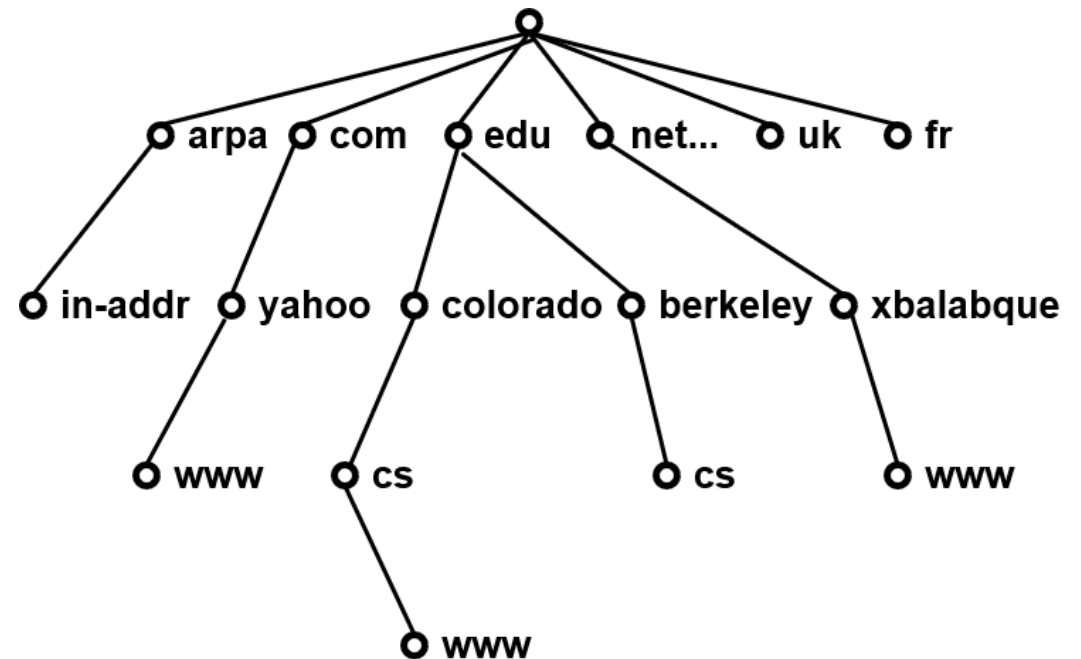 arpa com edu net... uk fr
in-addr yahoo colorado berkeley xbalabque
www cs cs www
www